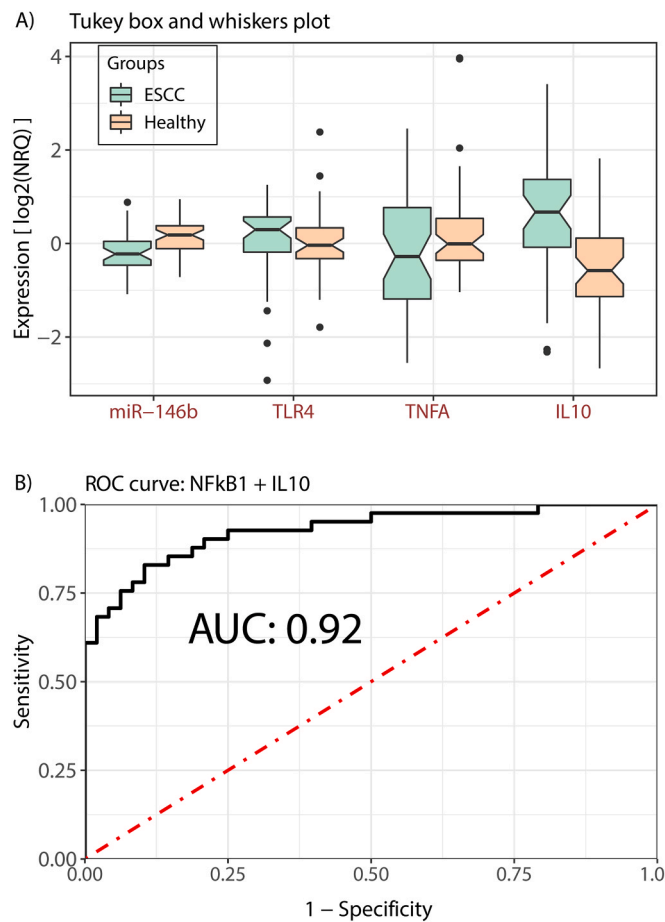 A) Tukey box and whiskers plot
Groups
ESCC
Healthy
Expression [ log2(NRQ) ]
4
2
0
−2
miR−146b TLR4 TNFA IL10
B) ROC curve: NFkB1 + IL10
1.00
0.75
0.50
0.25
0.00
Sensitivity
AUC: 0.92
0.00 0.25 0.50 0.75 1.0
1 − Specificity